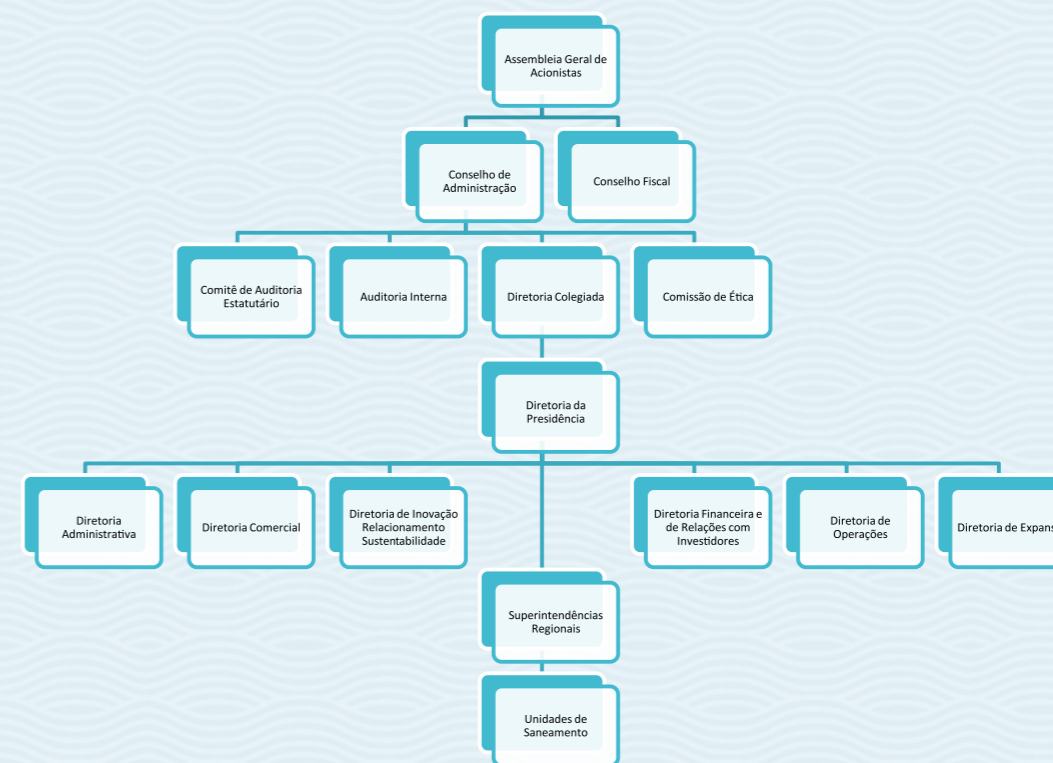 Assembleia Geral de
Acionistas
Conselho de
Administração
Conselho Fiscal
Comitê de Auditoria
Estatutário
Auditoria Interna
Diretoria Colegiada
Comissão de Ética
Diretoria da
Presidência
Diretoria
Administrativa
Diretoria Comercial
Diretoria de Inovação
Relacionamento
Sustentabilidade
Diretoria Financeira e
de Relações com
Investidores
Diretoria de
Operações
Diretoria de
Superintendências
Regionais
Unidades de
Saneamento